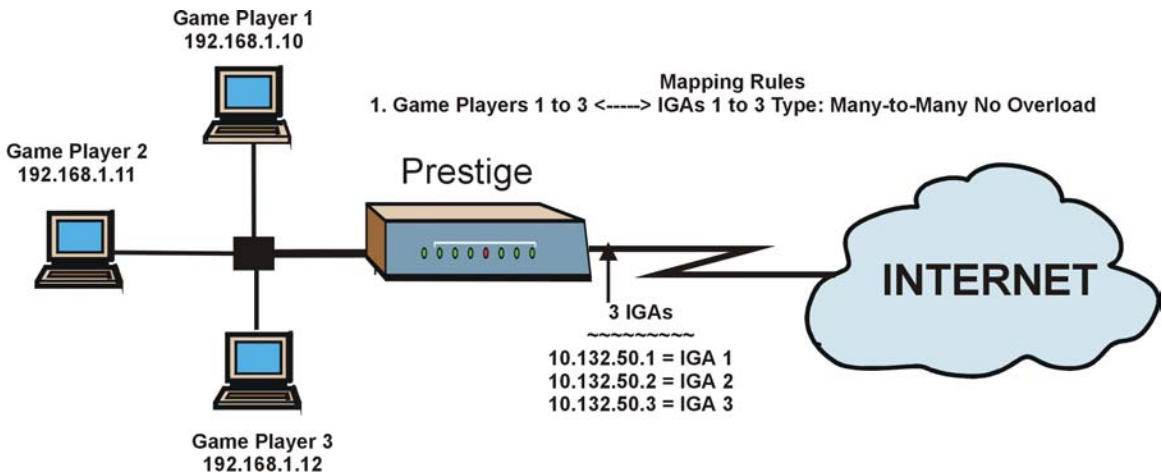 Game Player 1
192.168.1.10
Mapping Rules
1. Game Players 1 to 3 <-----> IGAs 1 to 3 Type: Many-to-Many No Overload
Game Player 2
192.168.1.11
Prestige
INTERNET
3 IGAs
~~~~~~~~~
10.132.50.1 = IGA 1
10.132.50.2 = IGA 2
10.132.50.3 = IGA 3
Game Player 3
192.168.1.12